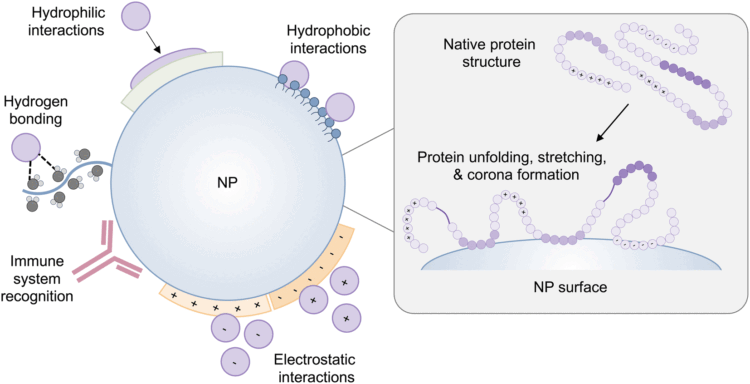 Hydrophilic
interactions
Hydrophobic
interactions
Hydrogen
bonding
NP
Immune
system
recognition
Electrostatic
interactions
Native protein
structure
Protein unfolding, stretching,
& corona formation
NP surface